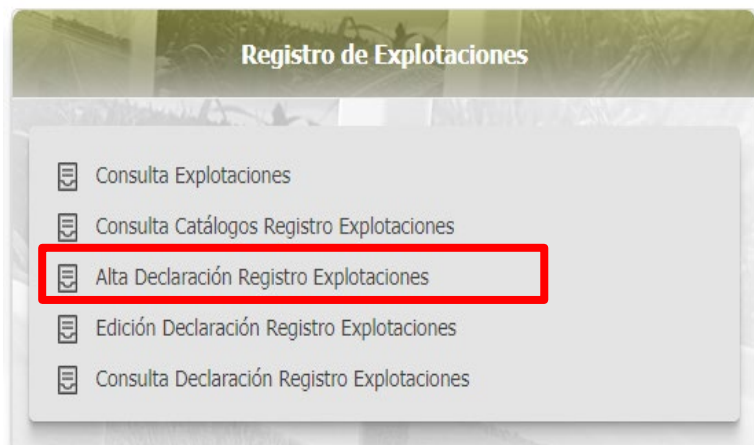 Registro de Explotaciones
Consulta Explotaciones
Consulta Catálogos Registro Explotaciones
Alta Declaración Registro Explotaciones
Edición Declaración Registro Explotaciones
Consulta Declaración Registro Explotaciones